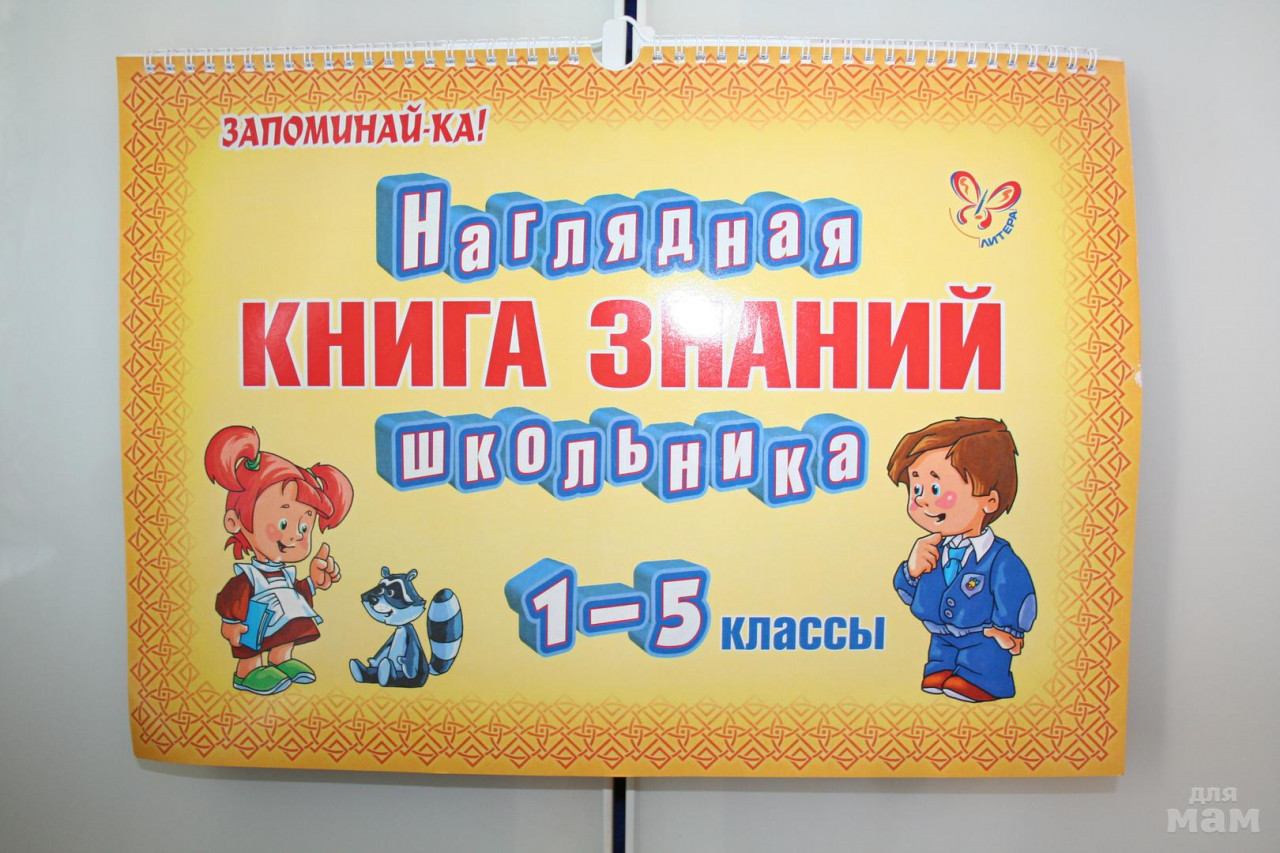 ЗАПОМИНАЙ-КА!
ЛИТЕРА
Наглядная
КНИГА ЗНАНИЙ
школьника
1–5 классы
для
мам